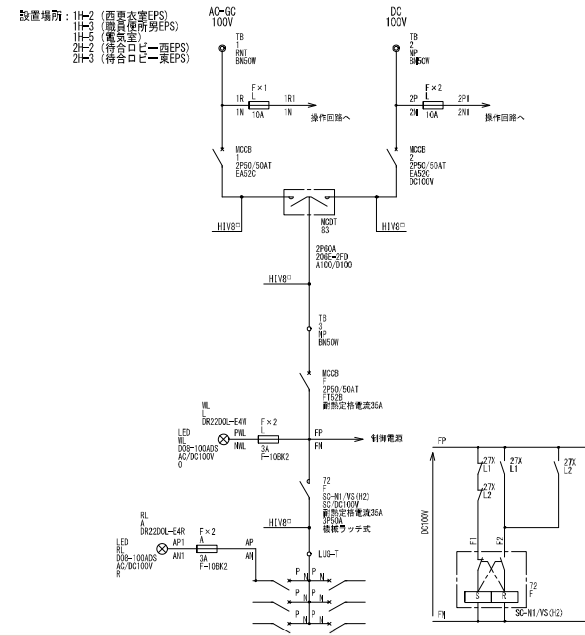 設置場所：1H-2 (西更衣室EPS)
1H-3 (職員便所男EPS)
1H-5 (電気室)
2H-2 (待合ロビー西EPS)
2H-3 (待合ロビー東EPS)
AC-GC
100V
TB
1
RNT
BN50W
F×1
L
1R
1R1
1N
10A
1N
操作回路へ
MCCB
1
2P50/50AT
EA52C
HIV8□
DC
100V
TB
2
NP
BN50W
F×2
L
2P
2P1
2N
10A
2N1
操作回路へ
MCCB
2
2P50/50AT
EA52C
DC100V
HIV8□
MCDT
83
2P60A
206E-2FD
A100/D100
HIV8□
TB
3
NP
BN50W
MCCB
F
2P50/50AT
FT52B
耐熱定格電流35A
WL
L
DR22D0L-E4W
LED
WL
D08-100ADS
AC/DC100V
O
PWL
NWL
F×2
L
3A
F-10BK2
FP
FN
制御電源
72
F
SC-N1/VS(H2)
SC/DC100V
耐熱定格電流35A
3P50A
機械ラッチ式
HIV8□
LUG-T
RL
A
DR22D0L-E4R
LED
RL
D08-100ADS
AC/DC100V
R
AP1
AN1
F×2
A
3A
F-10BK2
AP
AN
P
N
P
N
P
N
P
N
P
N
P
N
FP
27X
L1
27X
L1
27X
L2
27X
L2
DC100V
F1
F2
S
R
72
F
FN
SC-N1/VS(H2)